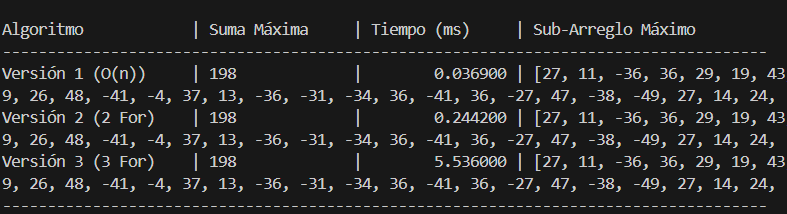 Algoritmo | Suma Máxima | Tiempo (ms) | Sub-Arreglo Máximo
--------------------------------------------------------------------------------
Versión 1 (O(n)) | 198 | 0.036900 | [27, 11, -36, 36, 29, 19, 43
9, 26, 48, -41, -4, 37, 13, -36, -31, -34, 36, -41, 36, -27, 47, -38, -49, 27, 14, 24,
Versión 2 (2 For) | 198 | 0.244200 | [27, 11, -36, 36, 29, 19, 43
9, 26, 48, -41, -4, 37, 13, -36, -31, -34, 36, -41, 36, -27, 47, -38, -49, 27, 14, 24,
Versión 3 (3 For) | 198 | 5.536000 | [27, 11, -36, 36, 29, 19, 43
9, 26, 48, -41, -4, 37, 13, -36, -31, -34, 36, -41, 36, -27, 47, -38, -49, 27, 14, 24,
--------------------------------------------------------------------------------